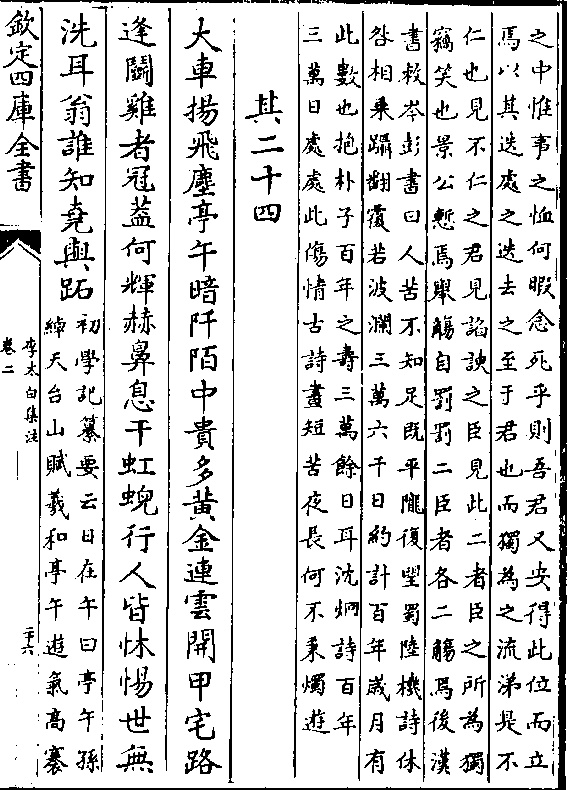 之中惟事之恤何暇念死乎則吾君又安得此位而立
焉以其迭處之迭去之至于君也而獨為之流涕是不
仁也見不仁之君見諂諛之臣見此二者臣之所為獨
竊笑也景公慙焉舉觴自罰罰二臣者各二觴焉後漢
書敕岑彭書曰人苦不知足既平隴復望蜀陸機詩休
咎相乗躡翻覆若波瀾三萬六千日約計百年歲月有
此數也抱朴子百年之壽三萬餘日耳沈炯詩百年
三萬日處處此傷情古詩晝短苦夜長何不秉燭遊
其二十四
大車揚飛塵亭午暗阡陌中貴多黃金連雲開甲宅路
逢鬬雞者冠蓋何輝赫鼻息干虹蜺行人皆怵惕世無
洗耳翁誰知堯與跖
初學記纂要云日在午曰亭午孫
綽天台山賦羲和亭午遊氣高褰
欽定四庫全書
李太白集注
卷二
二十六